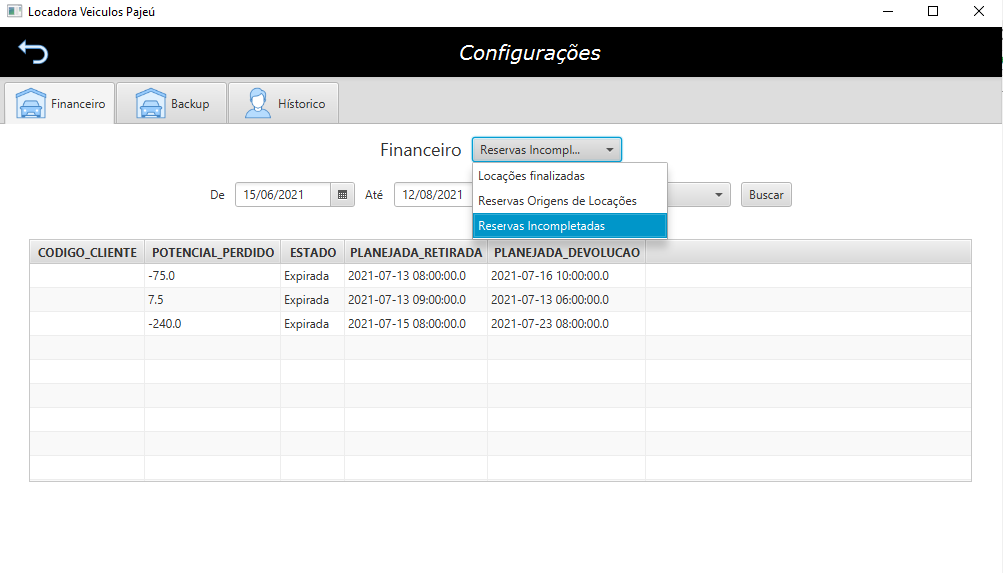 Locadora Veiculos Pajeú
Configurações
Financeiro Backup Hístorico
Financeiro Reservas Incompl...
Locações finalizadas
De 15/06/2021 Até 12/08/2021 Reservas Origens de Locações Buscar
Reservas Incompletadas
CODIGO_CLIENTE POTENCIAL_PERDIDO ESTADO PLANEJADA_RETIRADA PLANEJADA_DEVOLUCAO
-75.0 Expirada 2021-07-13 08:00:00.0 2021-07-16 10:00:00.0
7.5 Expirada 2021-07-13 09:00:00.0 2021-07-13 06:00:00.0
-240.0 Expirada 2021-07-15 08:00:00.0 2021-07-23 08:00:00.0